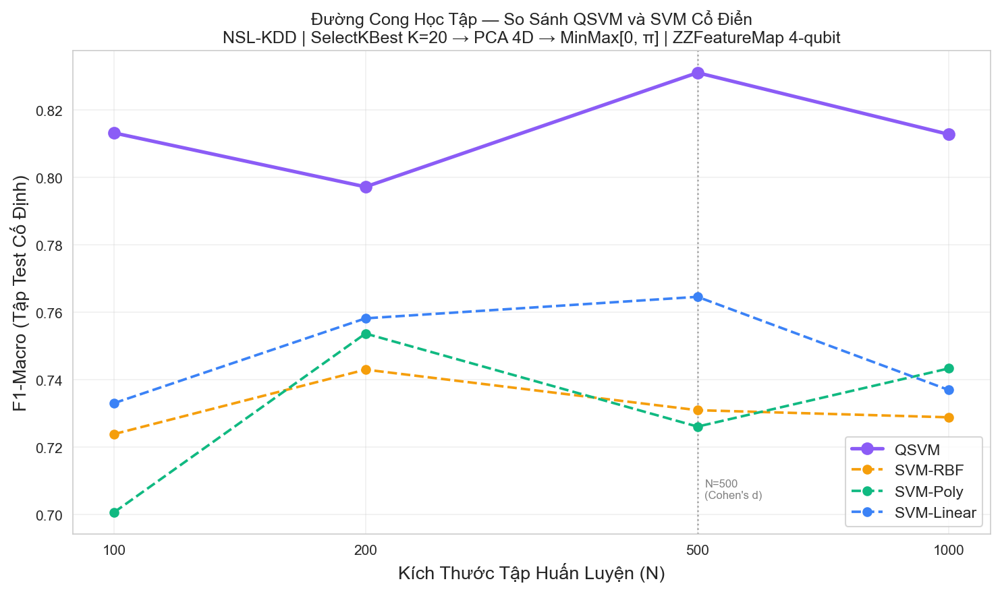 Đường Cong Học Tập — So Sánh QSVM và SVM Cổ Điển
NSL-KDD | SelectKBest K=20 → PCA 4D → MinMax[0, π] | ZZFeatureMap 4-qubit
F1-Macro (Tập Test Cố Định)
0.82
0.80
0.78
0.76
0.74
0.72
0.70
N=500
(Cohen's d)
QSVM
SVM-RBF
SVM-Poly
SVM-Linear
100
200
500
1000
Kích Thước Tập Huấn Luyện (N)